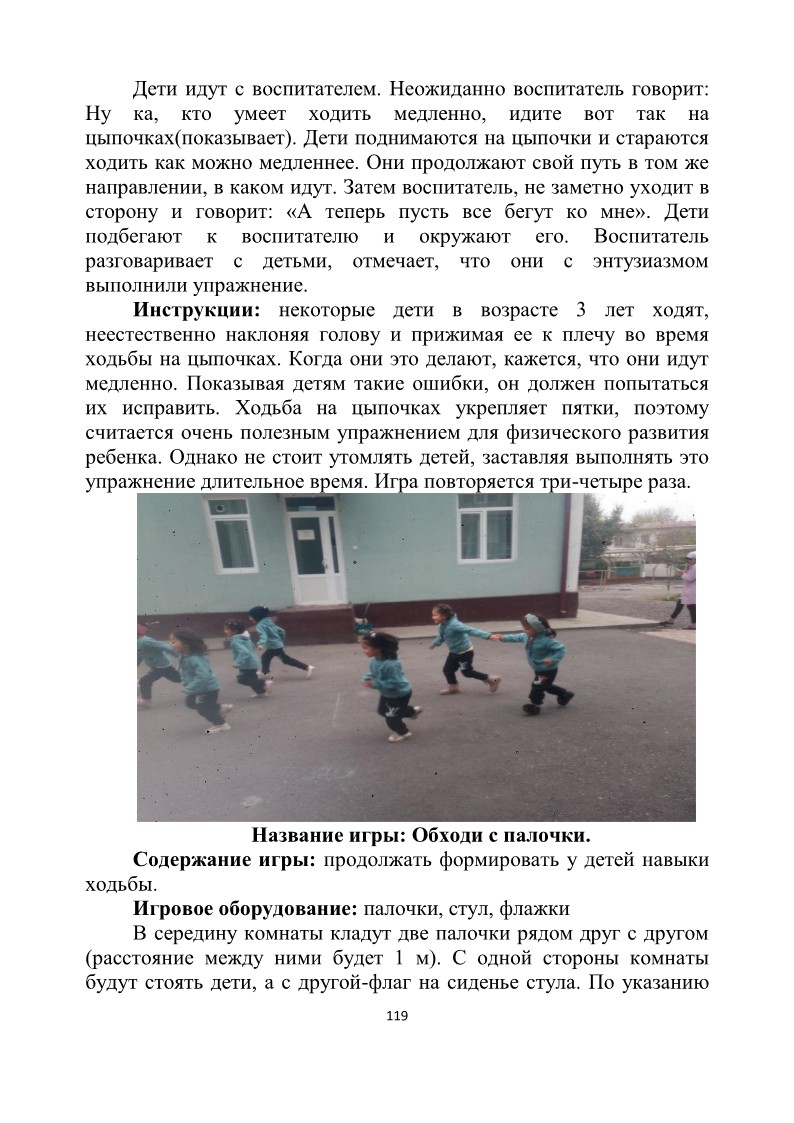 Дети идут с воспитателем. Неожиданно воспитатель говорит:
Ну ка, кто умеет ходить медленно, идите вот так на
цыпочках(показывает). Дети поднимаются на цыпочки и стараются
ходить как можно медленнее. Они продолжают свой путь в том же
направлении, в каком идут. Затем воспитатель, не заметно уходит в
сторону и говорит: «А теперь пусть все бегут ко мне». Дети
подбегают к воспитателю и окружают его. Воспитатель
разговаривает с детьми, отмечает, что они с энтузиазмом
выполнили упражнение.
Инструкции: некоторые дети в возрасте 3 лет ходят,
неестественно наклоняя голову и прижимая ее к плечу во время
ходьбы на цыпочках. Когда они это делают, кажется, что они идут
медленно. Показывая детям такие ошибки, он должен попытаться
их исправить. Ходьба на цыпочках укрепляет пятки, поэтому
считается очень полезным упражнением для физического развития
ребенка. Однако не стоит утомлять детей, заставляя выполнять это
упражнение длительное время. Игра повторяется три-четыре раза.
Название игры: Обходи с палочки.
Содержание игры: продолжать формировать у детей навыки
ходьбы.
Игровое оборудование: палочки, стул, флажки
В середину комнаты кладут две палочки рядом друг с другом
(расстояние между ними будет 1 м). С одной стороны комнаты
будут стоять дети, а с другой-флаг на сиденье стула. По указанию
119